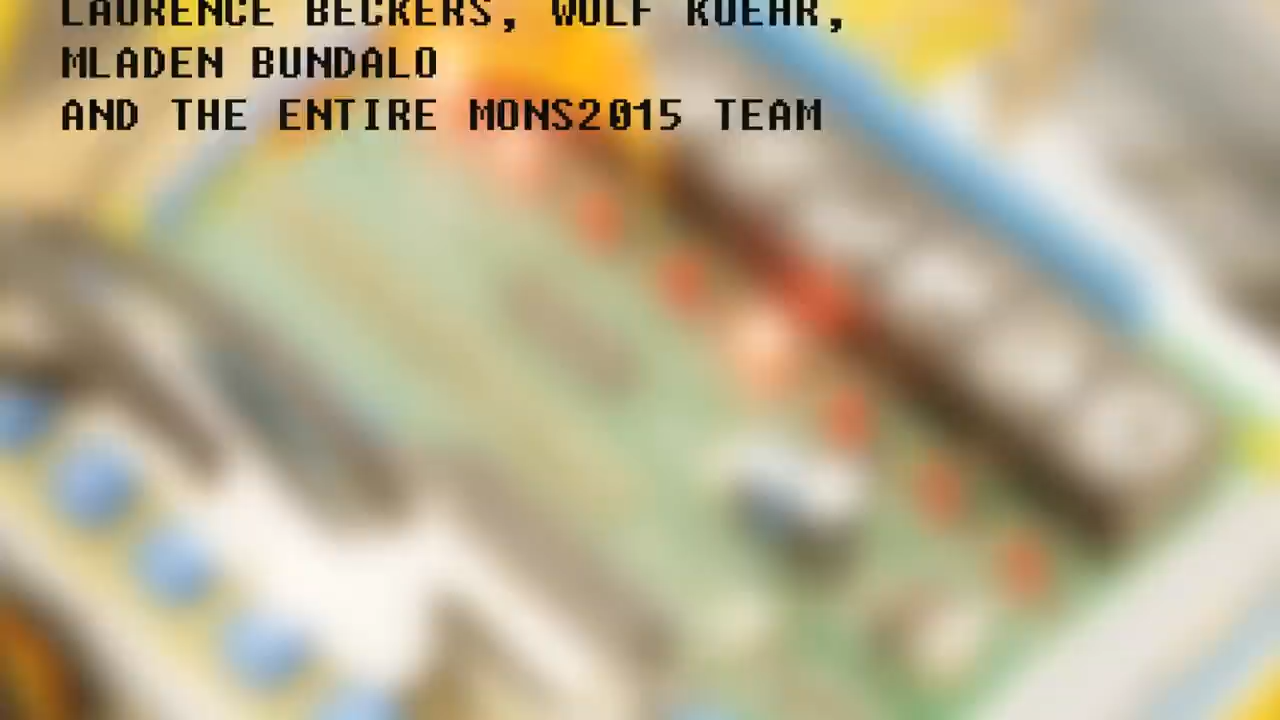 LAURENCE BECKERS, WOLF KUEHR,
MLADEN BUNDALO
AND THE ENTIRE MONS2015 TEAM